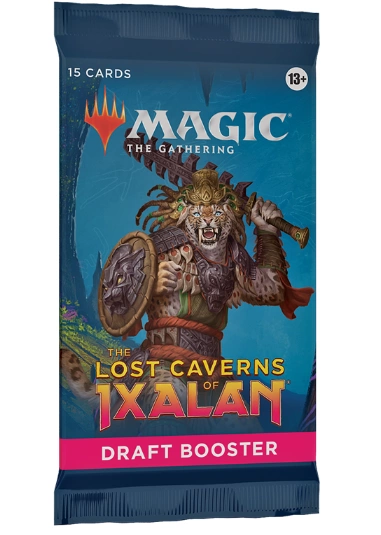 15 CARDS
13+
MAGIC
THE GATHERING
THE
LOST CAVERNS
OF
IXALAN
DRAFT BOOSTER